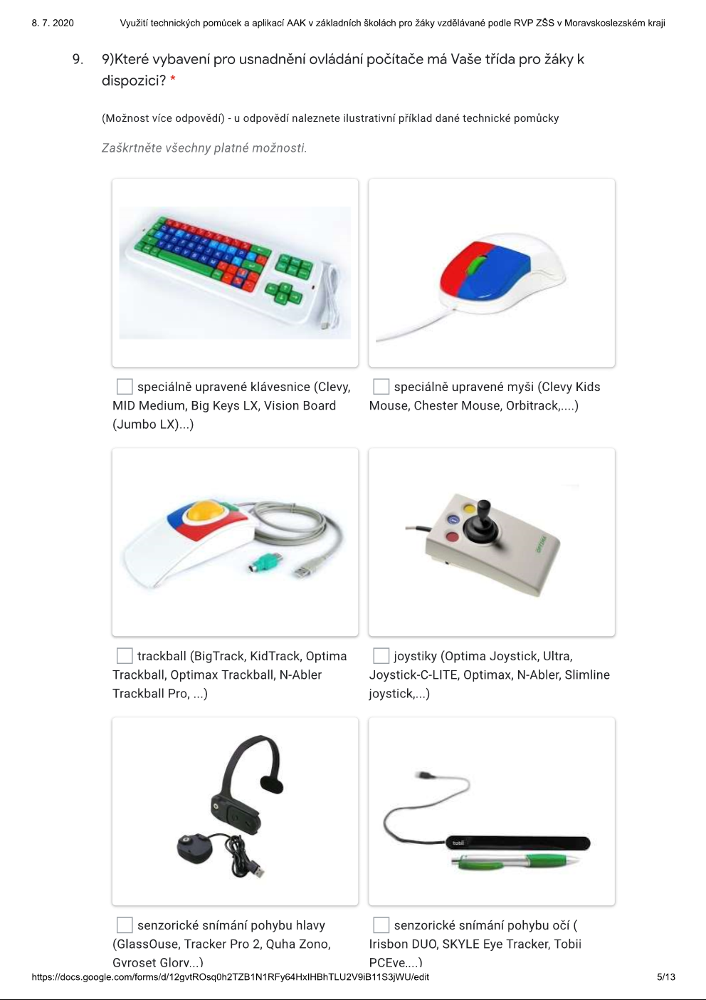 8. 7. 2020 Využití technických pomůcek a aplikací AAK v základních školách pro žáky vzdělávané podle RVP ZŠS v Moravskoslezském kraji
9. 9)Které vybavení pro usnadnění ovládání počítače má Vaše třída pro žáky k
dispozici? *
(Možnost více odpovědí) - u odpovědí naleznete ilustrativní příklad dané technické pomůcky
Zaškrtněte všechny platné možnosti.
speciálně upravené klávesnice (Clevy,
MID Medium, Big Keys LX, Vision Board
(Jumbo LX)...)
speciálně upravené myši (Clevy Kids
Mouse, Chester Mouse, Orbitrack,....)
OPTIMA
trackball (BigTrack, KidTrack, Optima
Trackball, Optimax Trackball, N-Abler
Trackball Pro, ...)
joystiky (Optima Joystick, Ultra,
Joystick-C-LITE, Optimax, N-Abler, Slimline
joystick,...)
tobii
senzorické snímání pohybu hlavy
(GlassOuse, Tracker Pro 2, Quha Zono,
Gyroset Glory...)
senzorické snímání pohybu očí (
Irisbon DUO, SKYLE Eye Tracker, Tobii
PCEye,...)
https://docs.google.com/forms/d/12gvtROsq0h2TZB1N1RFy64HxIHBhTLU2V9iB11S3jWU/edit 5/13